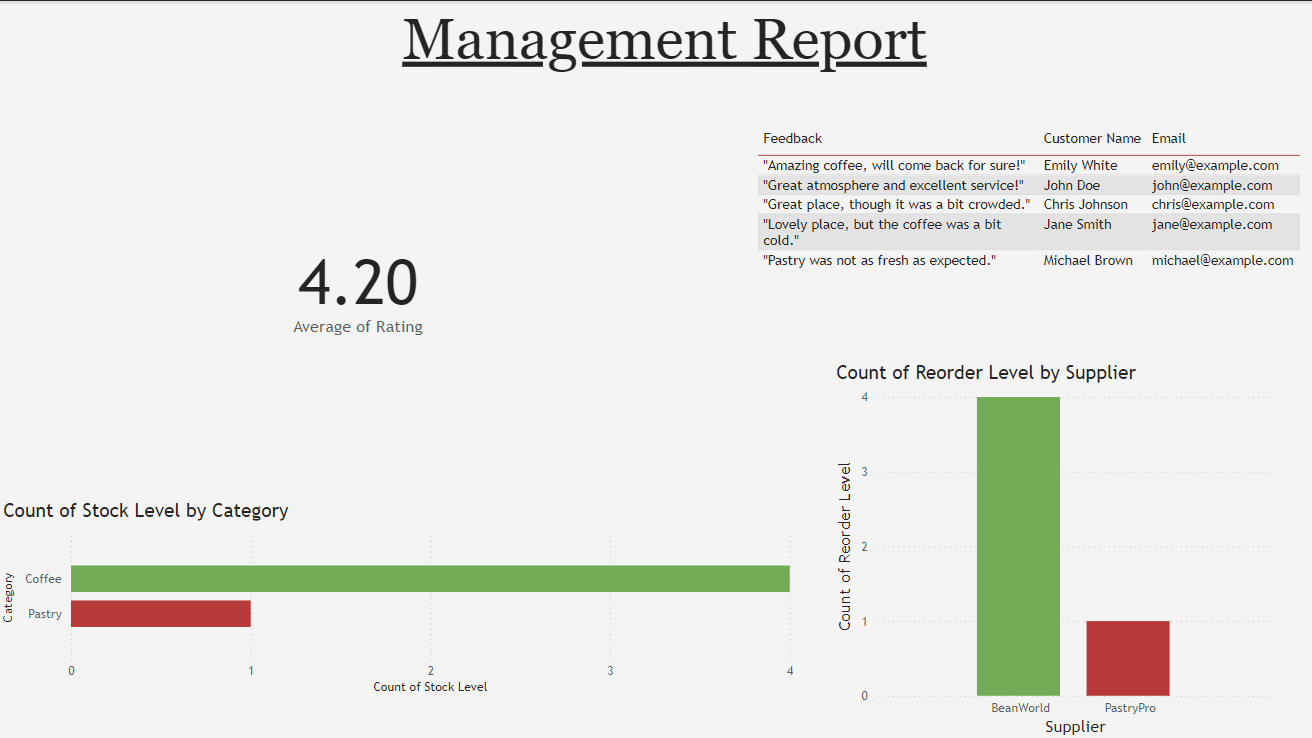 Management Report
Feedback Customer Name Email
"Amazing coffee, will come back for sure!" Emily White emily@example.com
"Great atmosphere and excellent service!" John Doe john@example.com
"Great place, though it was a bit crowded." Chris Johnson chris@example.com
"Lovely place, but the coffee was a bit Jane Smith jane@example.com
cold."
"Pastry was not as fresh as expected." Michael Brown michael@example.com
4.20
Average of Rating
Count of Stock Level by Category
Category
Coffee
Pastry
0 1 2 3 4
Count of Stock Level
Count of Reorder Level by Supplier
Count of Reorder Level
4
3
2
1
0
BeanWorld PastryPro
Supplier